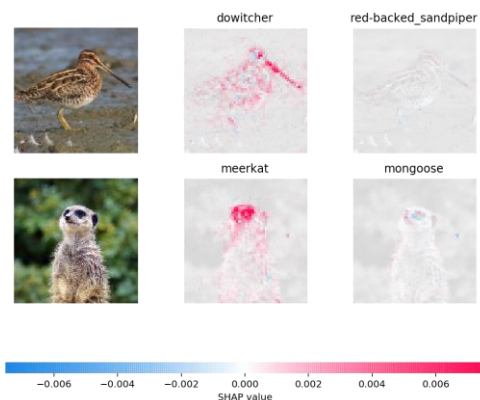 dowitcher red-backed_sandpiper
meerkat mongoose
−0.006 −0.004 −0.002 0.000 0.002 0.004 0.006
SHAP value